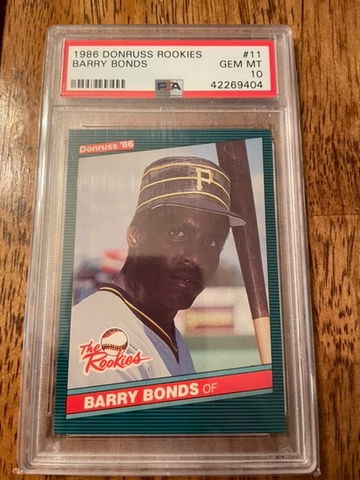 1986 DONRUSS ROOKIES #11
BARRY BONDS GEM MT
10
PSA 42269404
Donruss '86
P
The
Rookies
BARRY BONDS OF